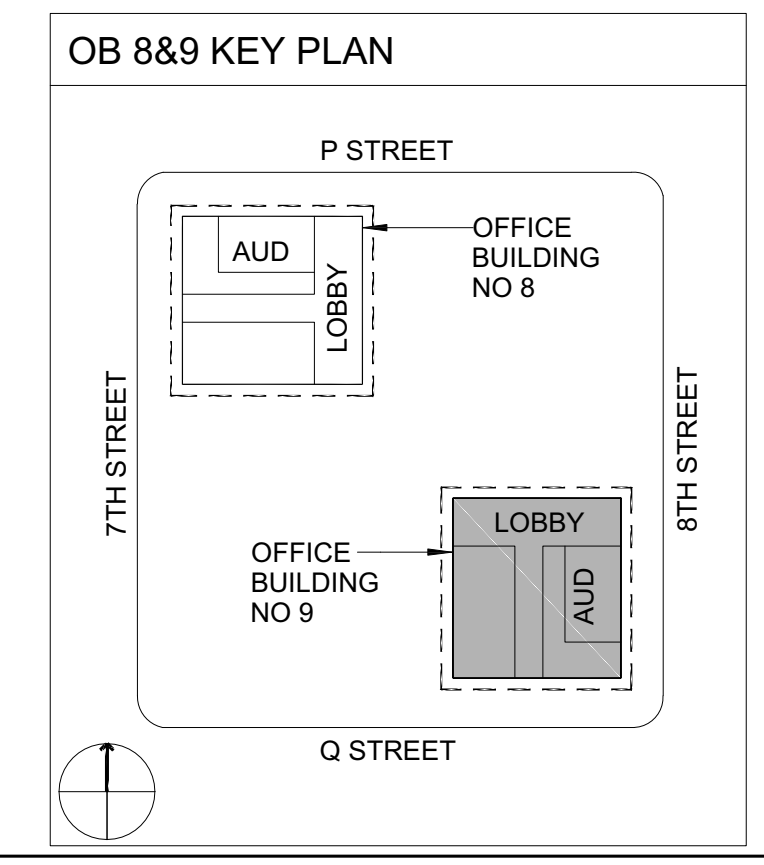 OB 8&9 KEY PLAN
P STREET
AUD
LOBBY
OFFICE
BUILDING
NO 8
7TH STREET
8TH STREET
LOBBY
AUD
OFFICE
BUILDING
NO 9
Q STREET